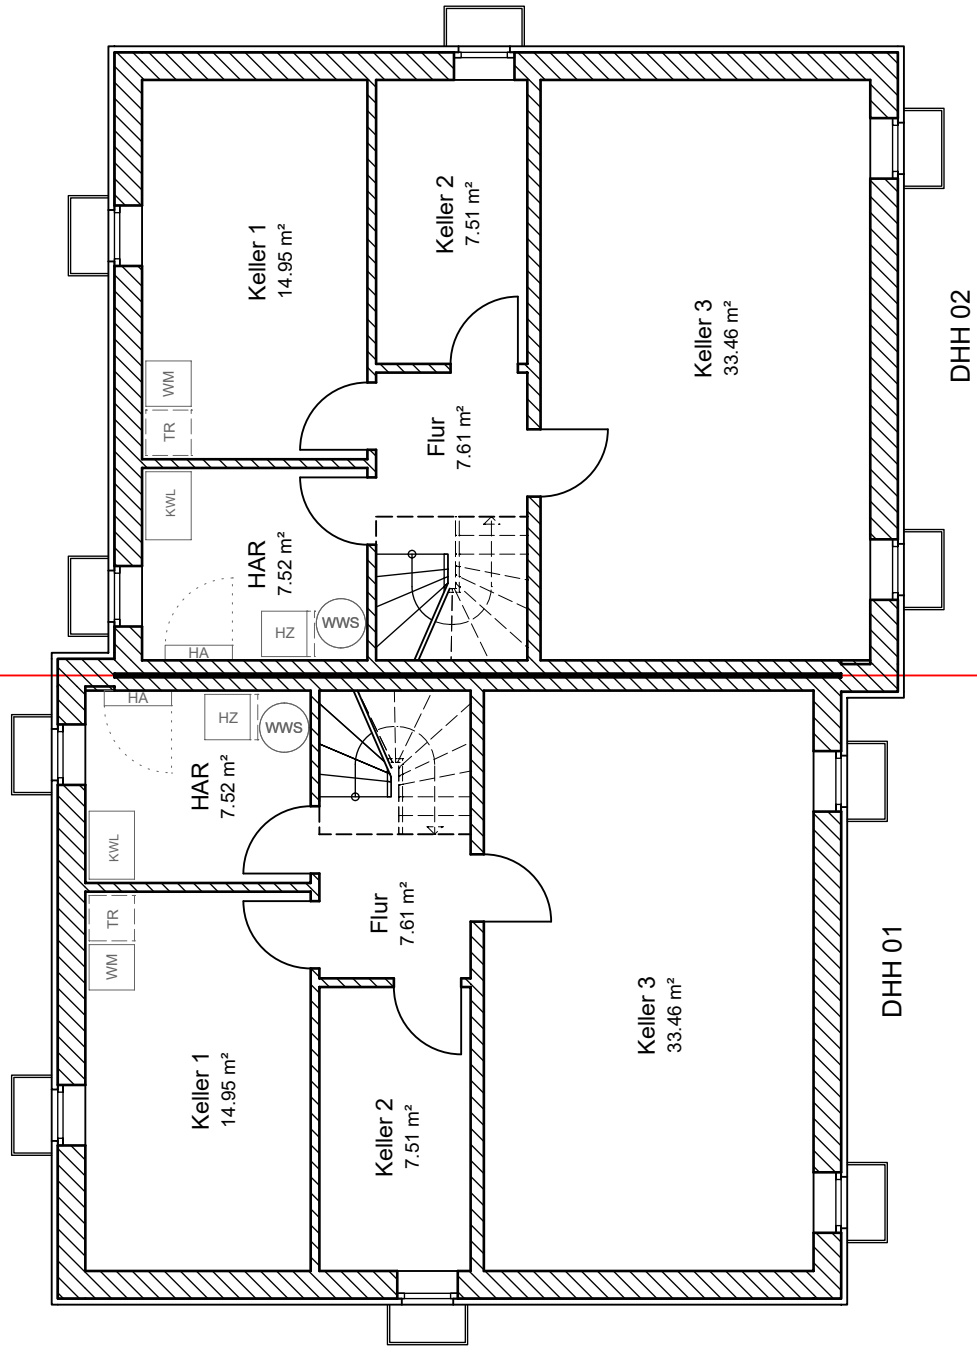 Keller 1
14.95 m²
Keller 2
7.51 m²
Keller 3
33.46 m²
DHH 02
WM
TR
KWL
Flur
7.61 m²
HAR
7.52 m²
HZ
WWS
HA
HA
HZ
WWS
HAR
7.52 m²
KWL
TR
WM
Flur
7.61 m²
Keller 1
14.95 m²
Keller 2
7.51 m²
Keller 3
33.46 m²
DHH 01